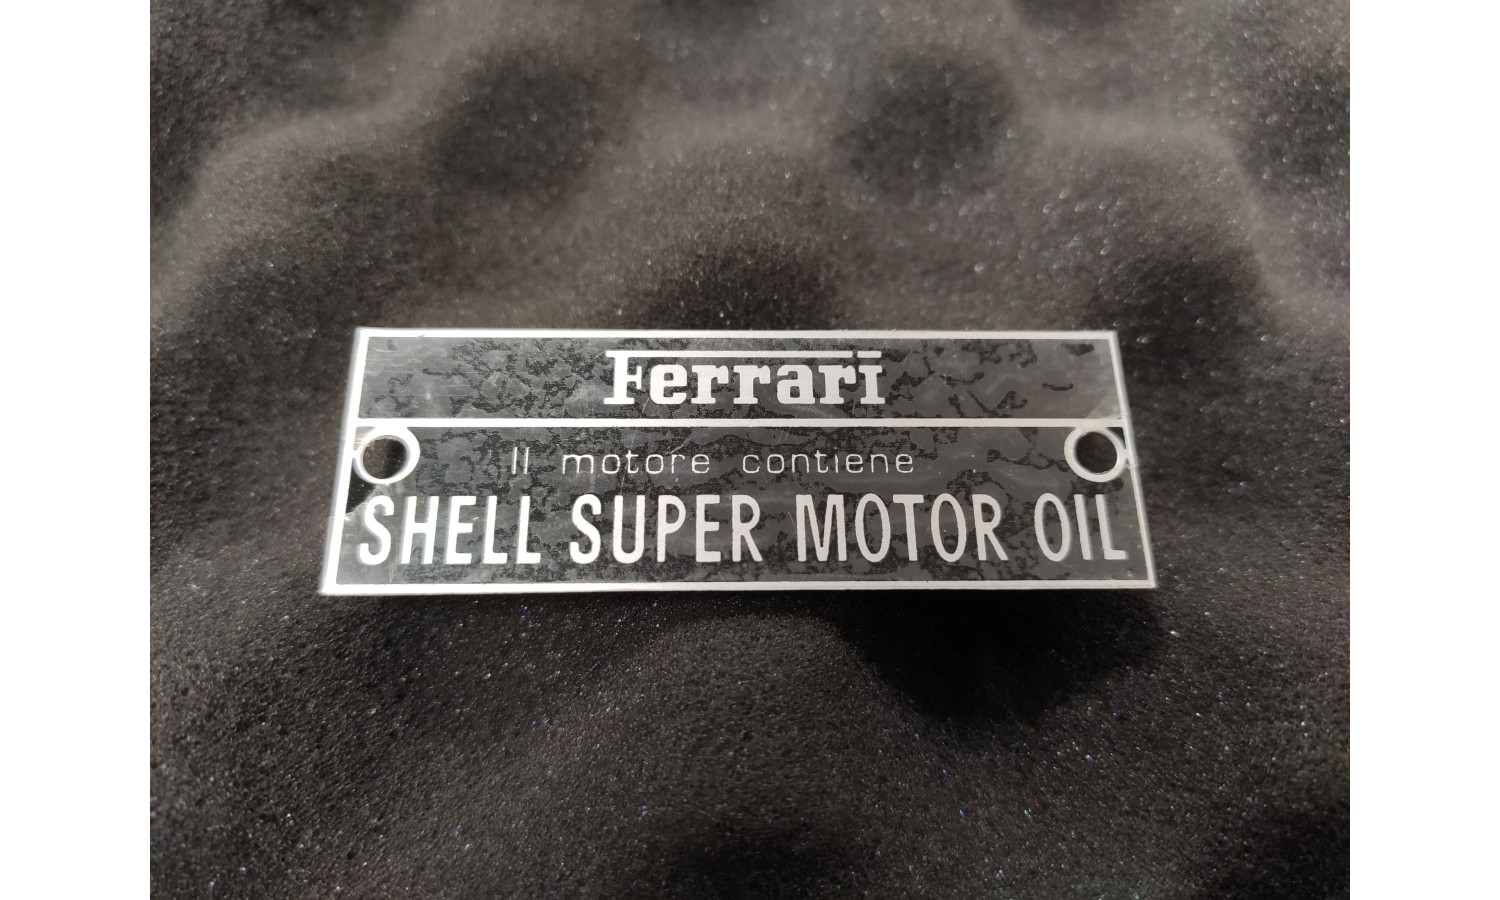 Ferrari
Il motore contiene
SHELL SUPER MOTOR OIL